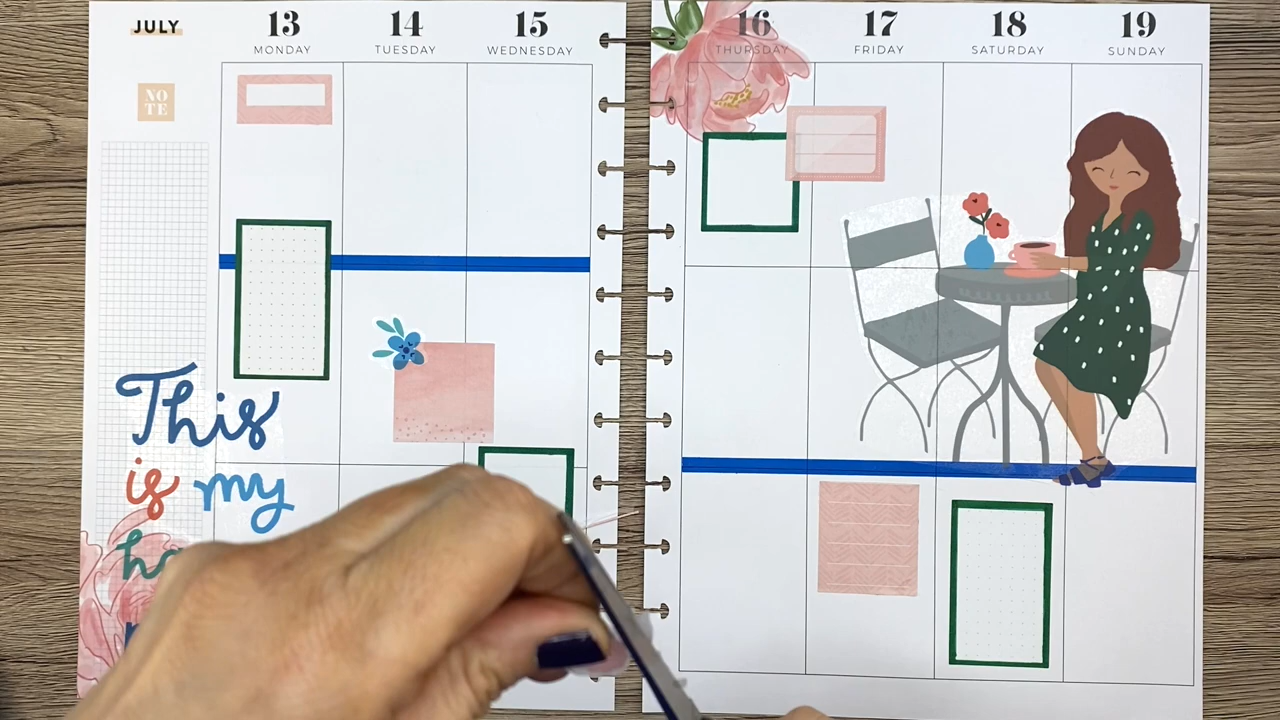 JULY
13 14 15 16 17 18 19
MONDAY TUESDAY WEDNESDAY THURSDAY FRIDAY SATURDAY SUNDAY
NO
TE
This
is my